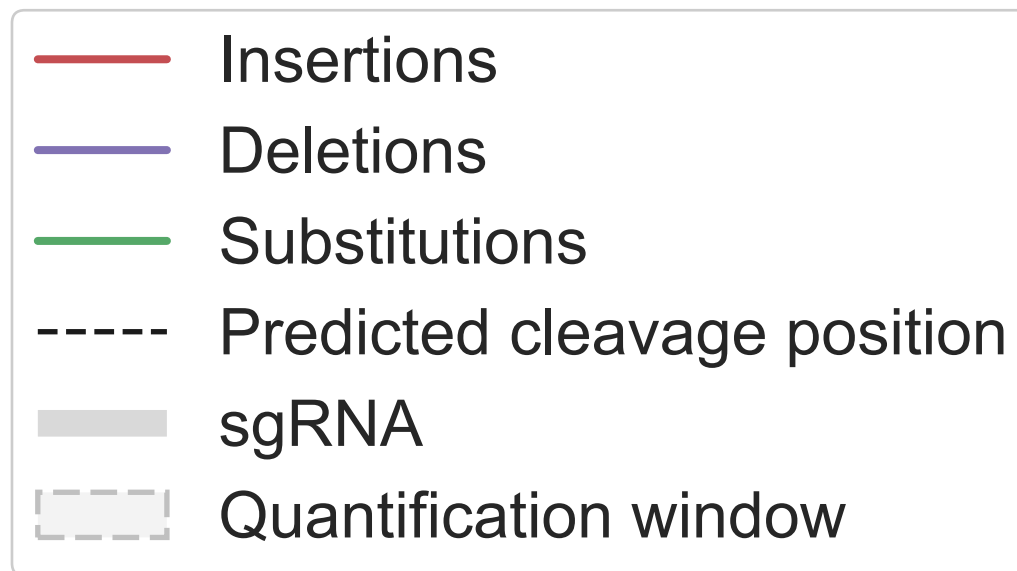 Insertions
Deletions
Substitutions
Predicted cleavage position
sgRNA
Quantification window